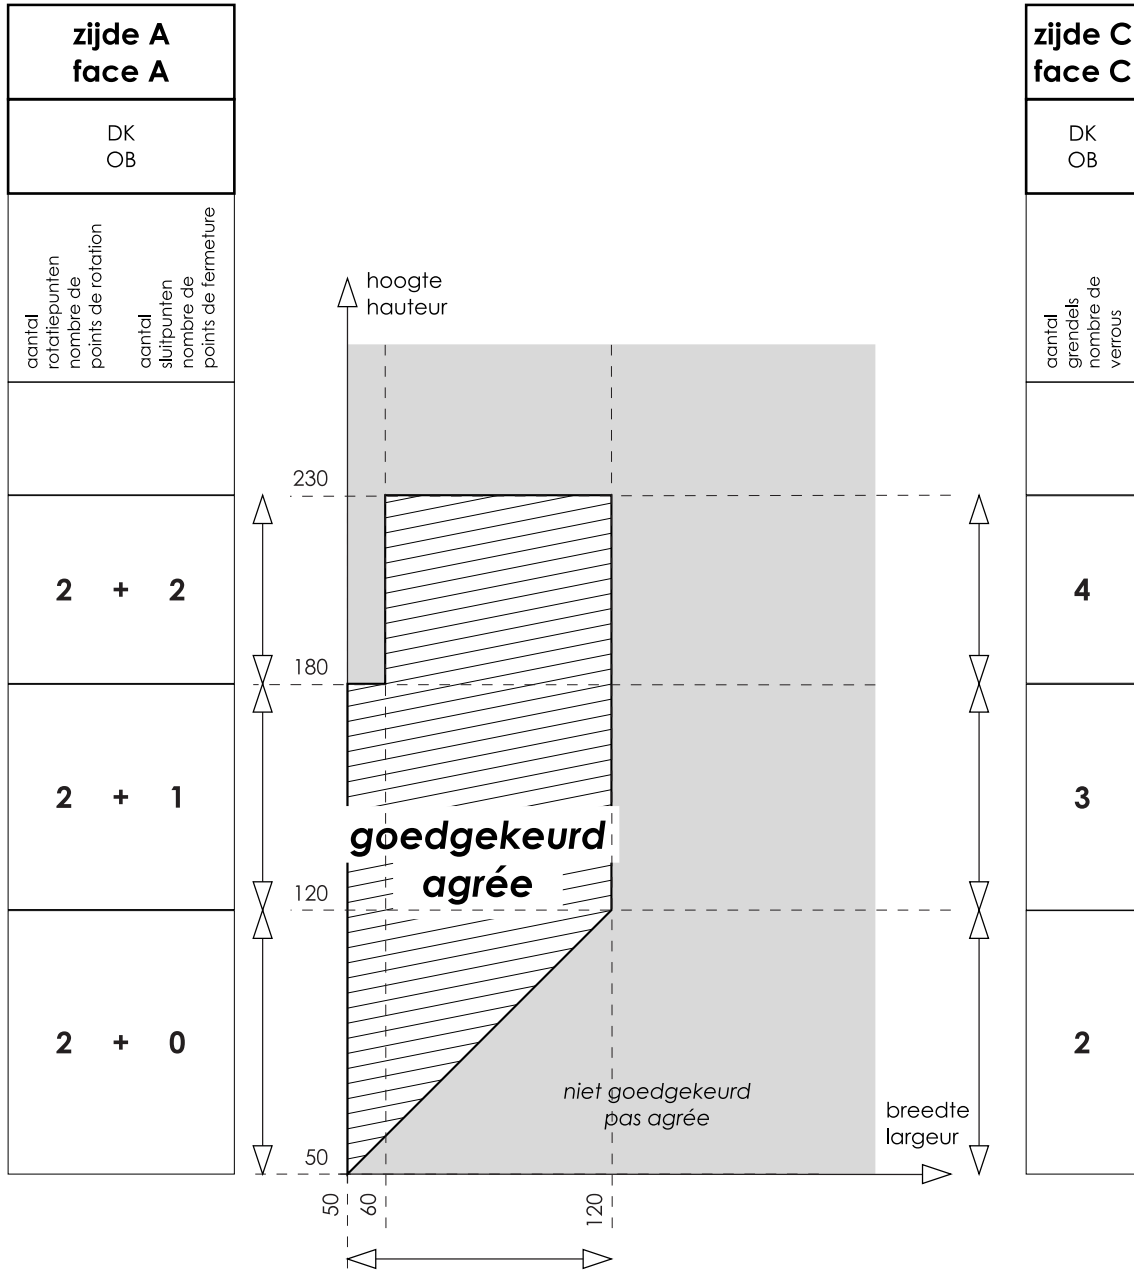 zijde A
face A
DK
OB
aantal
rotatiepunten
nombre de
points de rotation
aantal
sluitpunten
nombre de
points de fermeture
zijde C
face C
DK
OB
aantal
grendels
nombre de
verrous
hoogte
hauteur
230
2 + 2
4
180
2 + 1
3
goedgekeurd
agrée
120
2 + 0
2
niet goedgekeurd
pas agrée
breedte
largeur
50
50
60
120